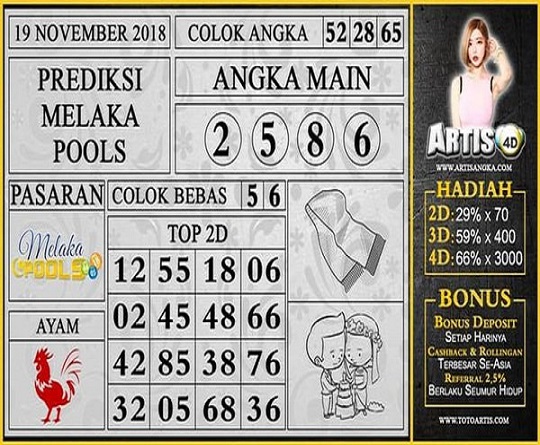 19 NOVEMBER 2018
COLOK ANGKA 52 28 65
PREDIKSI
MELAKA
POOLS
ANGKA MAIN
2 5 8 6
PASARAN
Melaka
POOLS
COLOK BEBAS 5 6
TOP 2D
12 55 18 06
02 45 48 66
42 85 38 76
32 05 68 36
AYAM
ARTIS 4D
WWW.ARTISANGKA.COM
HADIAH
2D : 29% x 70
3D : 59% x 400
4D : 66% x 3000
BONUS
BONUS DEPOSIT
SETIAP HARINYA
CASHBACK & ROLLINGAN
TERBESAR SE-ASIA
REFERRAL 2,5%
BERLAKU SEUMUR HIDUP
WWW.TOTOARTIS.COM